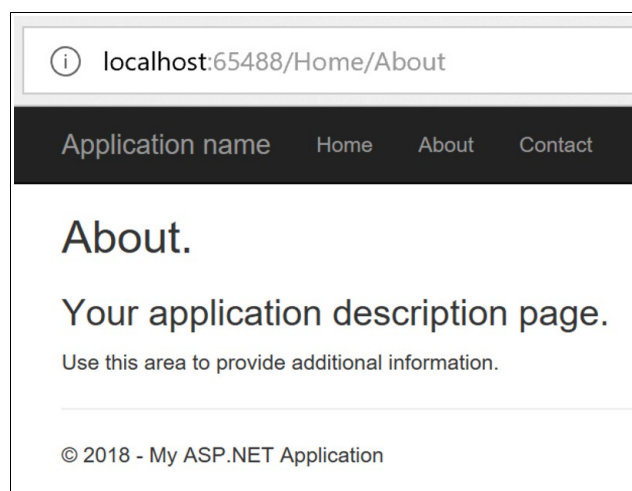 localhost:65488/Home/About
Application name Home About Contact
About.
Your application description page.
Use this area to provide additional information.
© 2018 - My ASP.NET Application